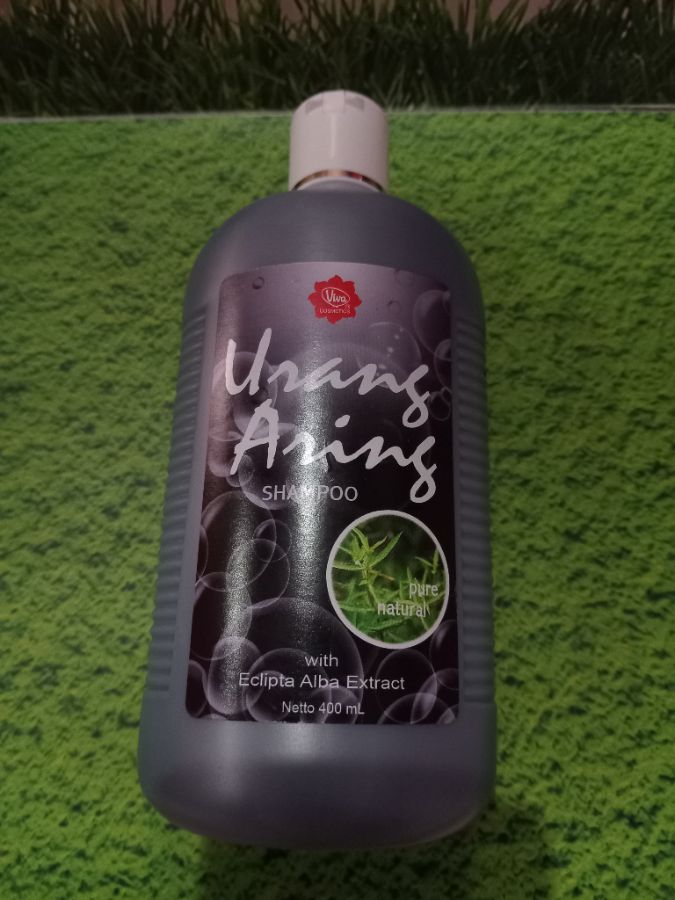 Viva
COSMETICS
Urang
Aring
SHAMPOO
pure
natural
with
Eclipta Alba Extract
Netto 400 mL